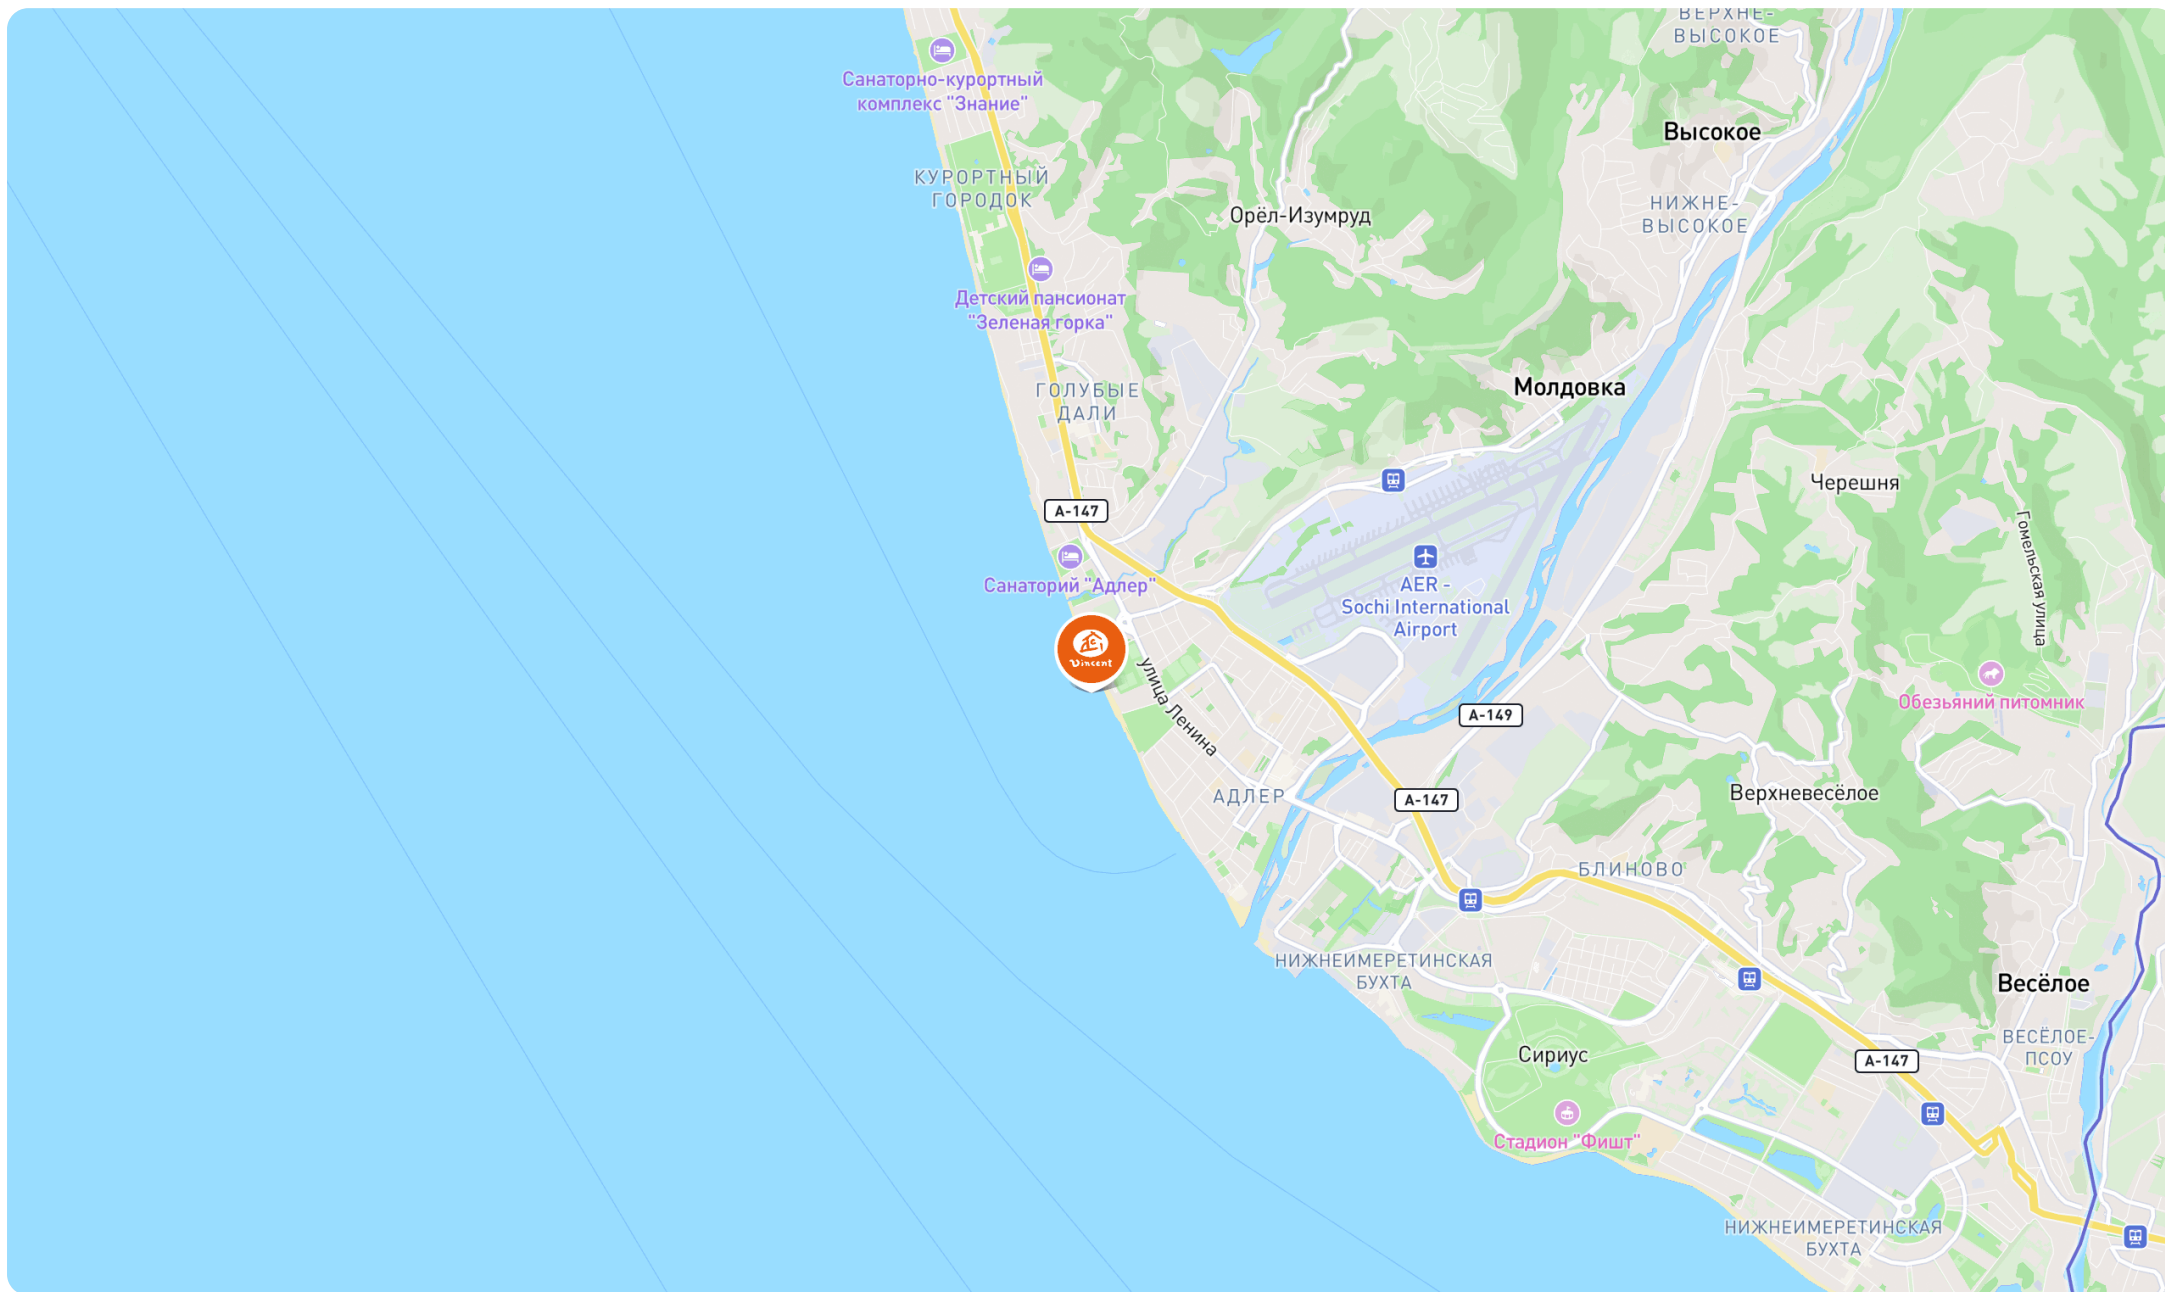 ВЕРХНЕ-
ВЫСОКОЕ
Санаторно-курортный
комплекс "Знание"
Высокое
КУРОРТНЫЙ
ГОРОДОК
НИЖНЕ-
ВЫСОКОЕ
Орёл-Изумруд
Детский пансионат
"Зеленая горка"
ГОЛУБЫЕ
ДАЛИ
Молдовка
Черешня
A-147
Гомельская улица
Санаторий "Адлер"
AER -
Sochi International
Airport
Vincent
улица Ленина
Обезьяний питомник
A-149
АДЛЕР
A-147
Верхневесёлое
БЛИНОВО
НИЖНЕИМЕРЕТИНСКАЯ
БУХТА
Весёлое
Сириус
ВЕСЁЛОЕ-
ПСОУ
A-147
Стадион "Фишт"
НИЖНЕИМЕРЕТИНСКАЯ
БУХТА